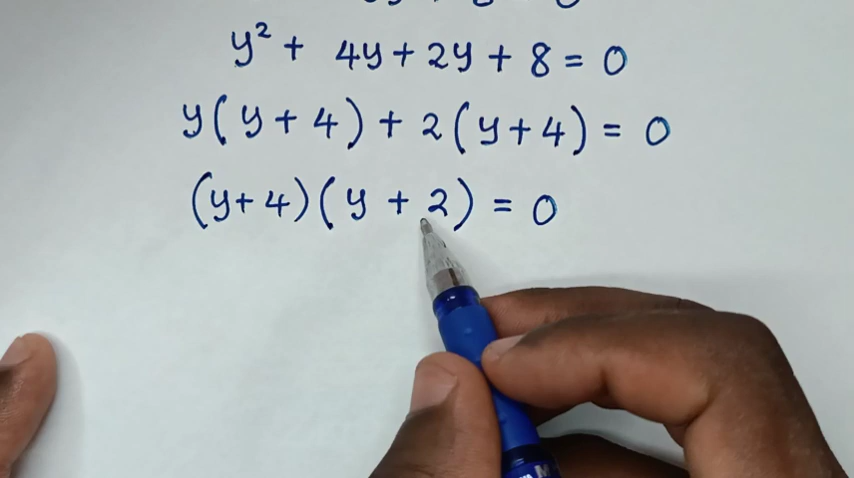 y² + 4y + 2y + 8 = 0
y(y + 4) + 2(y + 4) = 0
(y + 4)(y + 2) = 0